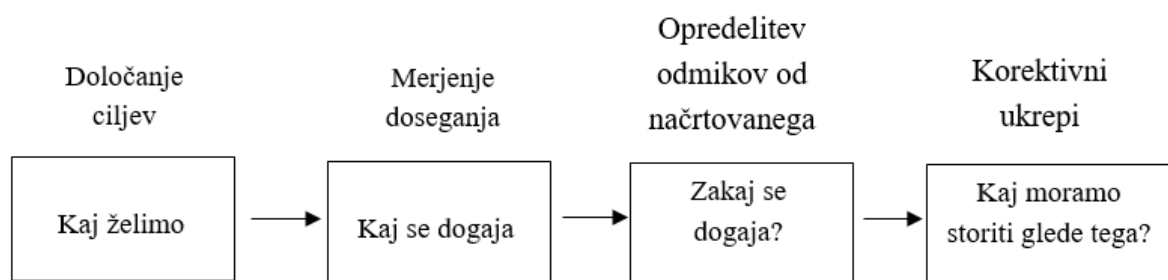 Določanje
ciljev
Merjenje
doseganja
Opredelitev
odmikov od
načrtovanega
Korektivni
ukrepi
Kaj želimo
Kaj se dogaja
Zakaj se
dogaja?
Kaj moramo
storiti glede tega?